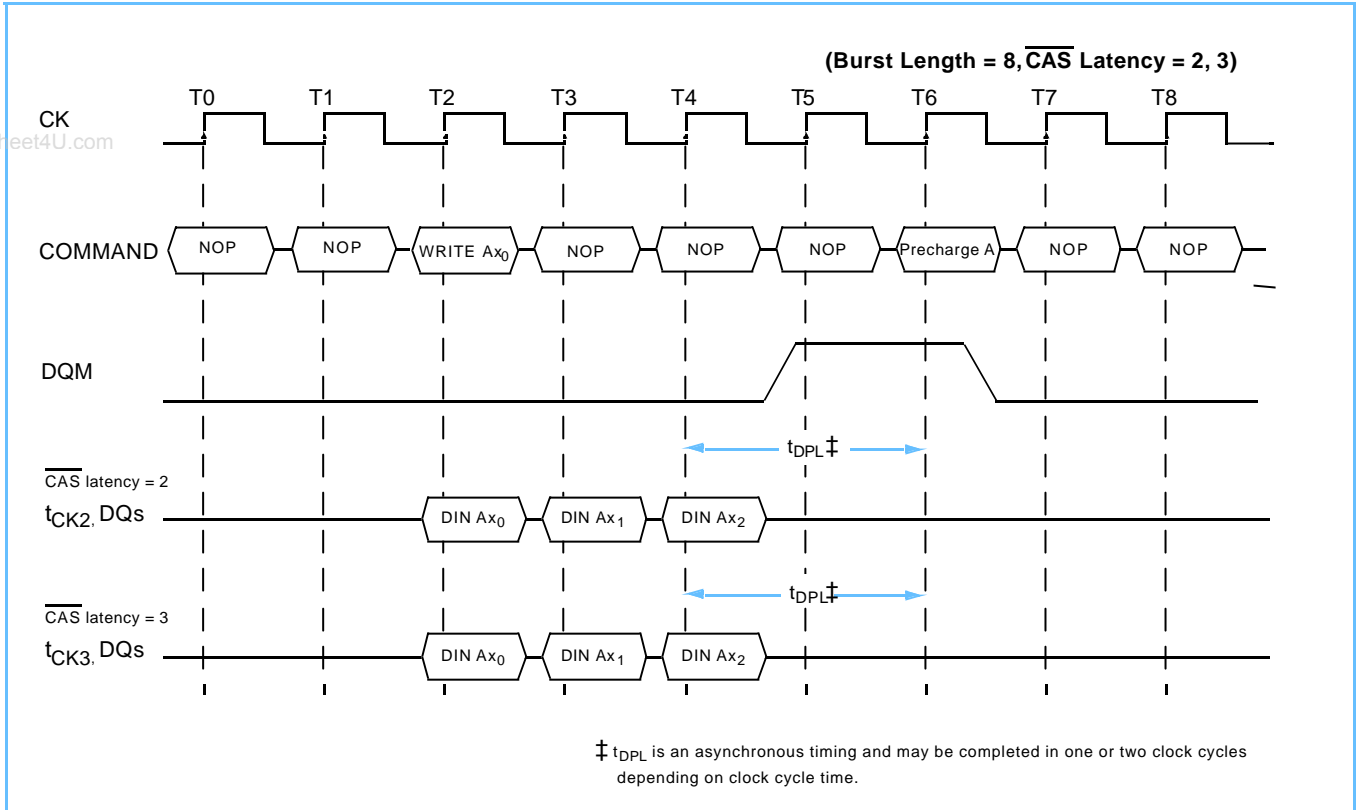 (Burst Length = 8, CAS Latency = 2, 3)
T0 T1 T2 T3 T4 T5 T6 T7 T8
CK
heet4U.com
COMMAND NOP NOP WRITE Ax0 NOP NOP NOP Precharge A NOP NOP
DQM
tDPL‡
CAS latency = 2
tCK2, DQs DIN Ax0 DIN Ax1 DIN Ax2
tDPL‡
CAS latency = 3
tCK3, DQs DIN Ax0 DIN Ax1 DIN Ax2
‡ tDPL is an asynchronous timing and may be completed in one or two clock cycles
depending on clock cycle time.